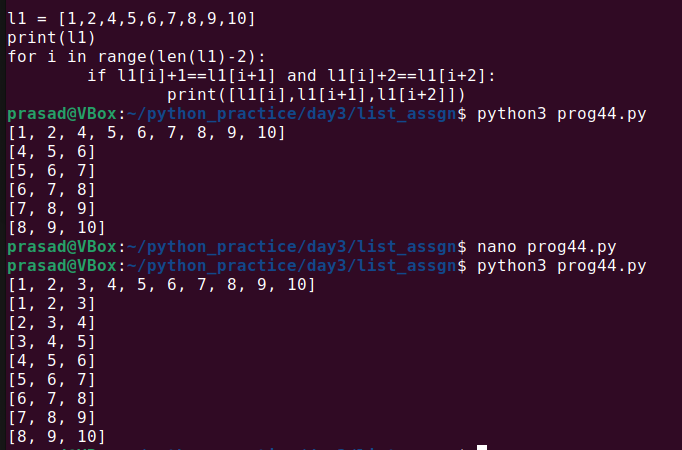 l1 = [1,2,4,5,6,7,8,9,10]
print(l1)
for i in range(len(l1)-2):
        if l1[i]+1==l1[i+1] and l1[i]+2==l1[i+2]:
                print([l1[i],l1[i+1],l1[i+2]])
prasad@VBox:~/python_practice/day3/list_assgn$ python3 prog44.py
[1, 2, 4, 5, 6, 7, 8, 9, 10]
[4, 5, 6]
[5, 6, 7]
[6, 7, 8]
[7, 8, 9]
[8, 9, 10]
prasad@VBox:~/python_practice/day3/list_assgn$ nano prog44.py
prasad@VBox:~/python_practice/day3/list_assgn$ python3 prog44.py
[1, 2, 3, 4, 5, 6, 7, 8, 9, 10]
[1, 2, 3]
[2, 3, 4]
[3, 4, 5]
[4, 5, 6]
[5, 6, 7]
[6, 7, 8]
[7, 8, 9]
[8, 9, 10]